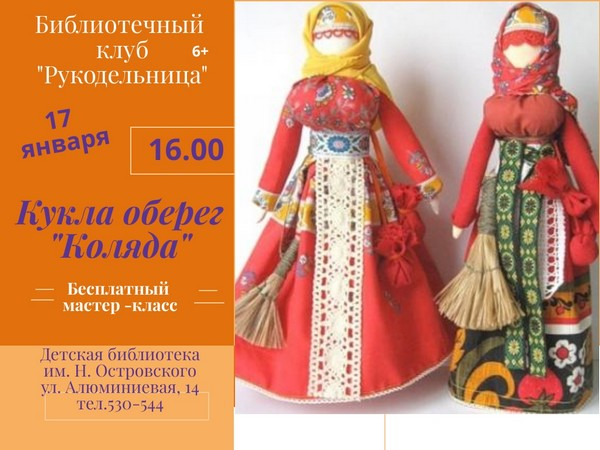 Библиотечный
клуб 6+
"Рукодельница"
17
января
16.00
Кукла оберег
"Коляда"
Бесплатный
мастер -класс
Детская библиотека
им. Н. Островского
ул. Алюминиевая, 14
тел.530-544